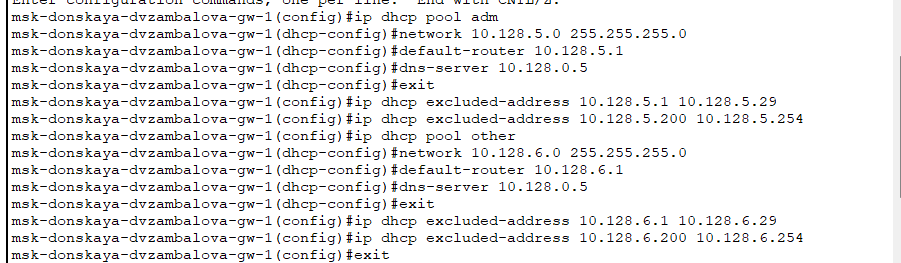 Enter configuration commands, one per line.  End with CNTL/Z.
msk-donskaya-dvzambalova-gw-1(config)#ip dhcp pool adm
msk-donskaya-dvzambalova-gw-1(dhcp-config)#network 10.128.5.0 255.255.255.0
msk-donskaya-dvzambalova-gw-1(dhcp-config)#default-router 10.128.5.1
msk-donskaya-dvzambalova-gw-1(dhcp-config)#dns-server 10.128.0.5
msk-donskaya-dvzambalova-gw-1(dhcp-config)#exit
msk-donskaya-dvzambalova-gw-1(config)#ip dhcp excluded-address 10.128.5.1 10.128.5.29
msk-donskaya-dvzambalova-gw-1(config)#ip dhcp excluded-address 10.128.5.200 10.128.5.254
msk-donskaya-dvzambalova-gw-1(config)#ip dhcp pool other
msk-donskaya-dvzambalova-gw-1(dhcp-config)#network 10.128.6.0 255.255.255.0
msk-donskaya-dvzambalova-gw-1(dhcp-config)#default-router 10.128.6.1
msk-donskaya-dvzambalova-gw-1(dhcp-config)#dns-server 10.128.0.5
msk-donskaya-dvzambalova-gw-1(dhcp-config)#exit
msk-donskaya-dvzambalova-gw-1(config)#ip dhcp excluded-address 10.128.6.1 10.128.6.29
msk-donskaya-dvzambalova-gw-1(config)#ip dhcp excluded-address 10.128.6.200 10.128.6.254
msk-donskaya-dvzambalova-gw-1(config)#exit